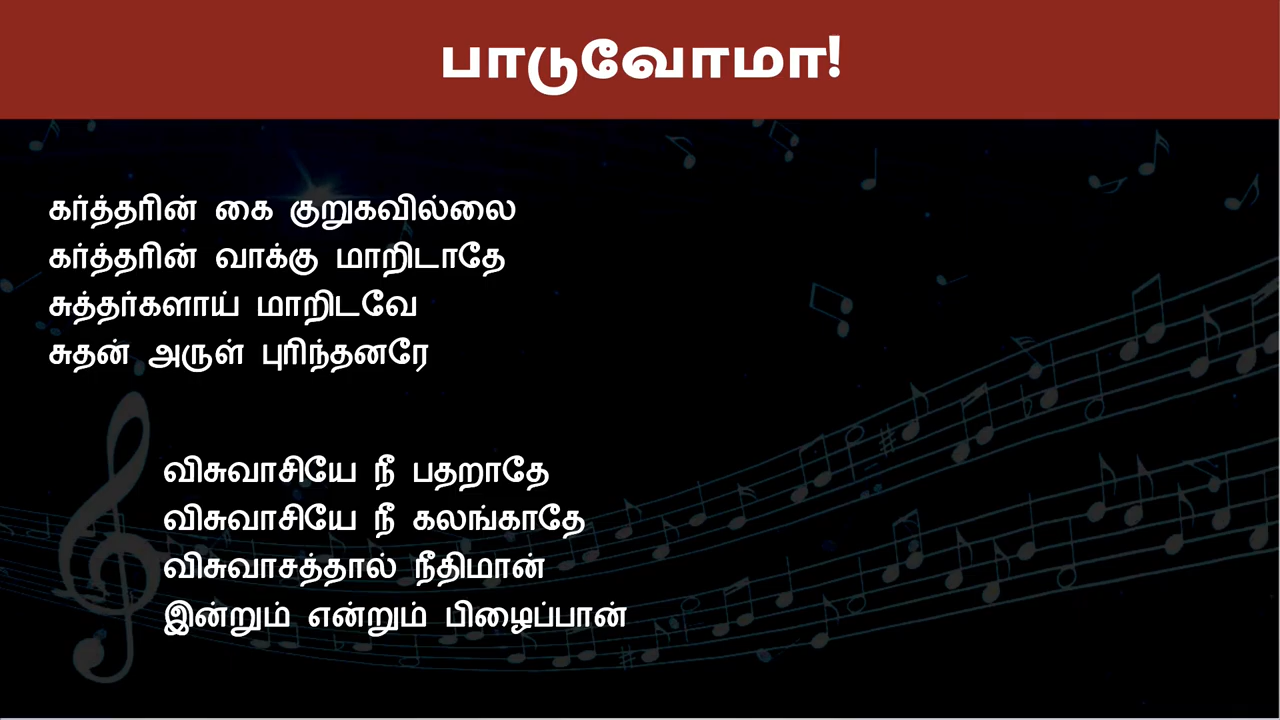 பாடுவோமா!
கர்த்தரின் கை குறுகவில்லை
கர்த்தரின் வாக்கு மாறிடாதே
சுத்தர்களாய் மாறிடவே
சுதன் அருள் புரிந்தனரே
விசுவாசியே நீ பதறாதே
விசுவாசியே நீ கலங்காதே
விசுவாசத்தால் நீதிமான்
இன்றும் என்றும் பிழைப்பான்